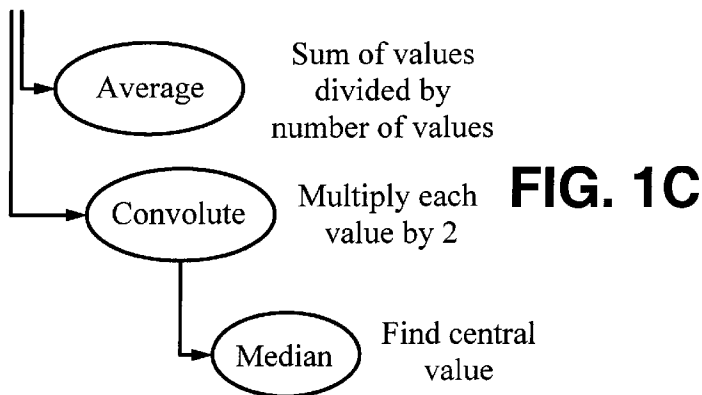 Average
Sum of values
divided by
number of values
Convolute
Multiply each
value by 2
FIG. 1C
Median
Find central
value